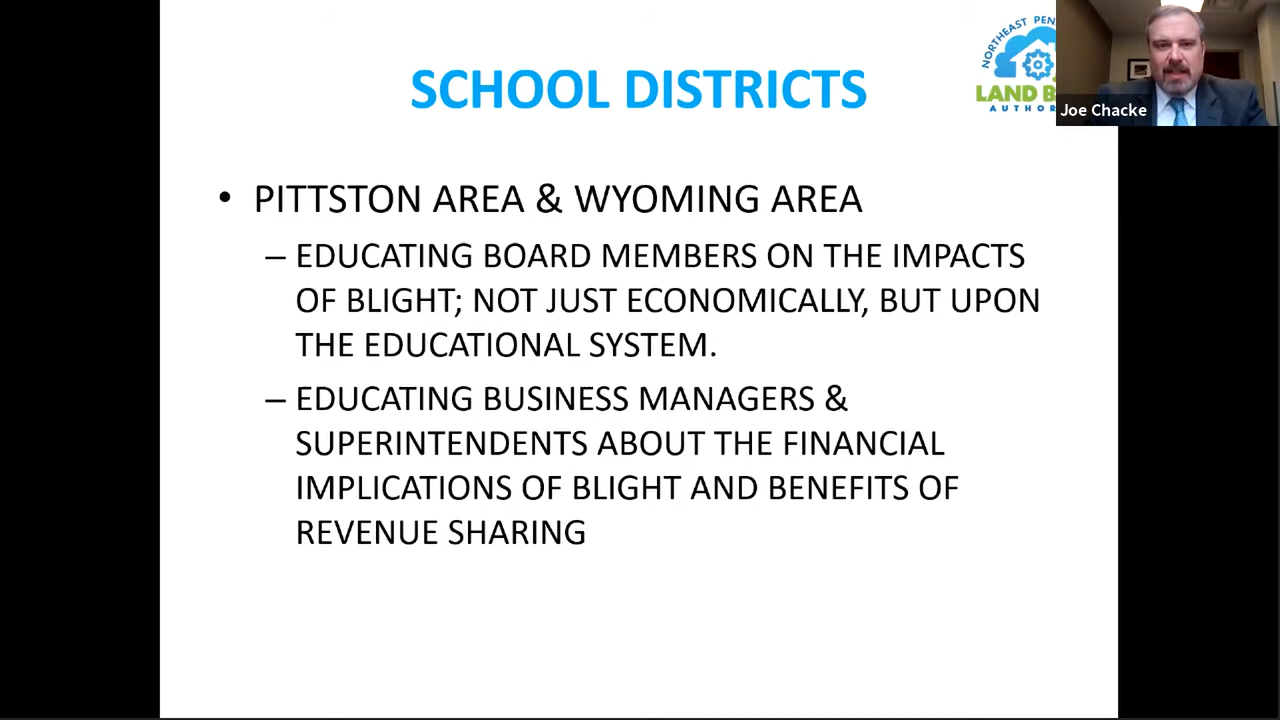 SCHOOL DISTRICTS
NORTHEAST PEN
LAND B
AUTHOR
Joe Chacke
• PITTSTON AREA & WYOMING AREA
– EDUCATING BOARD MEMBERS ON THE IMPACTS
OF BLIGHT; NOT JUST ECONOMICALLY, BUT UPON
THE EDUCATIONAL SYSTEM.
– EDUCATING BUSINESS MANAGERS &
SUPERINTENDENTS ABOUT THE FINANCIAL
IMPLICATIONS OF BLIGHT AND BENEFITS OF
REVENUE SHARING